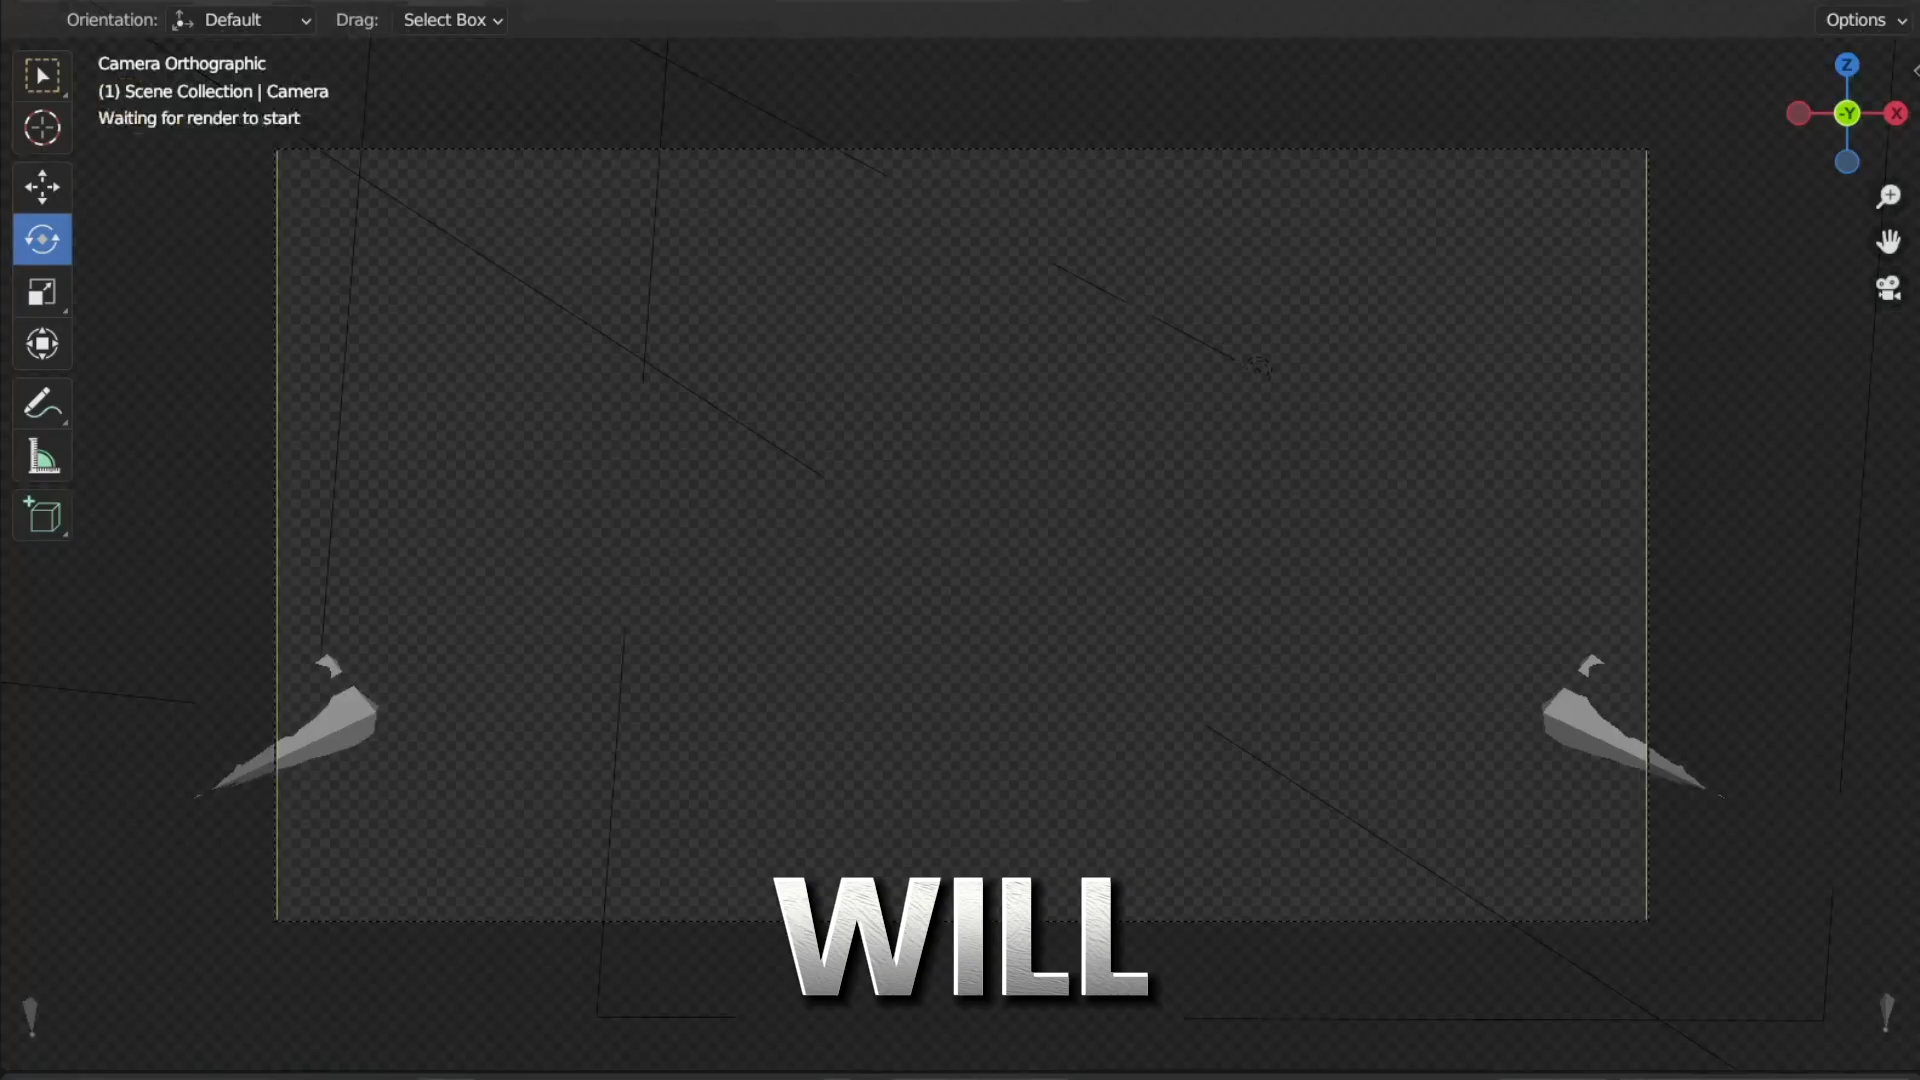 Orientation: Default Drag: Select Box Options
Camera Orthographic
(1) Scene Collection | Camera
Waiting for render to start
Z
-Y X
WILL